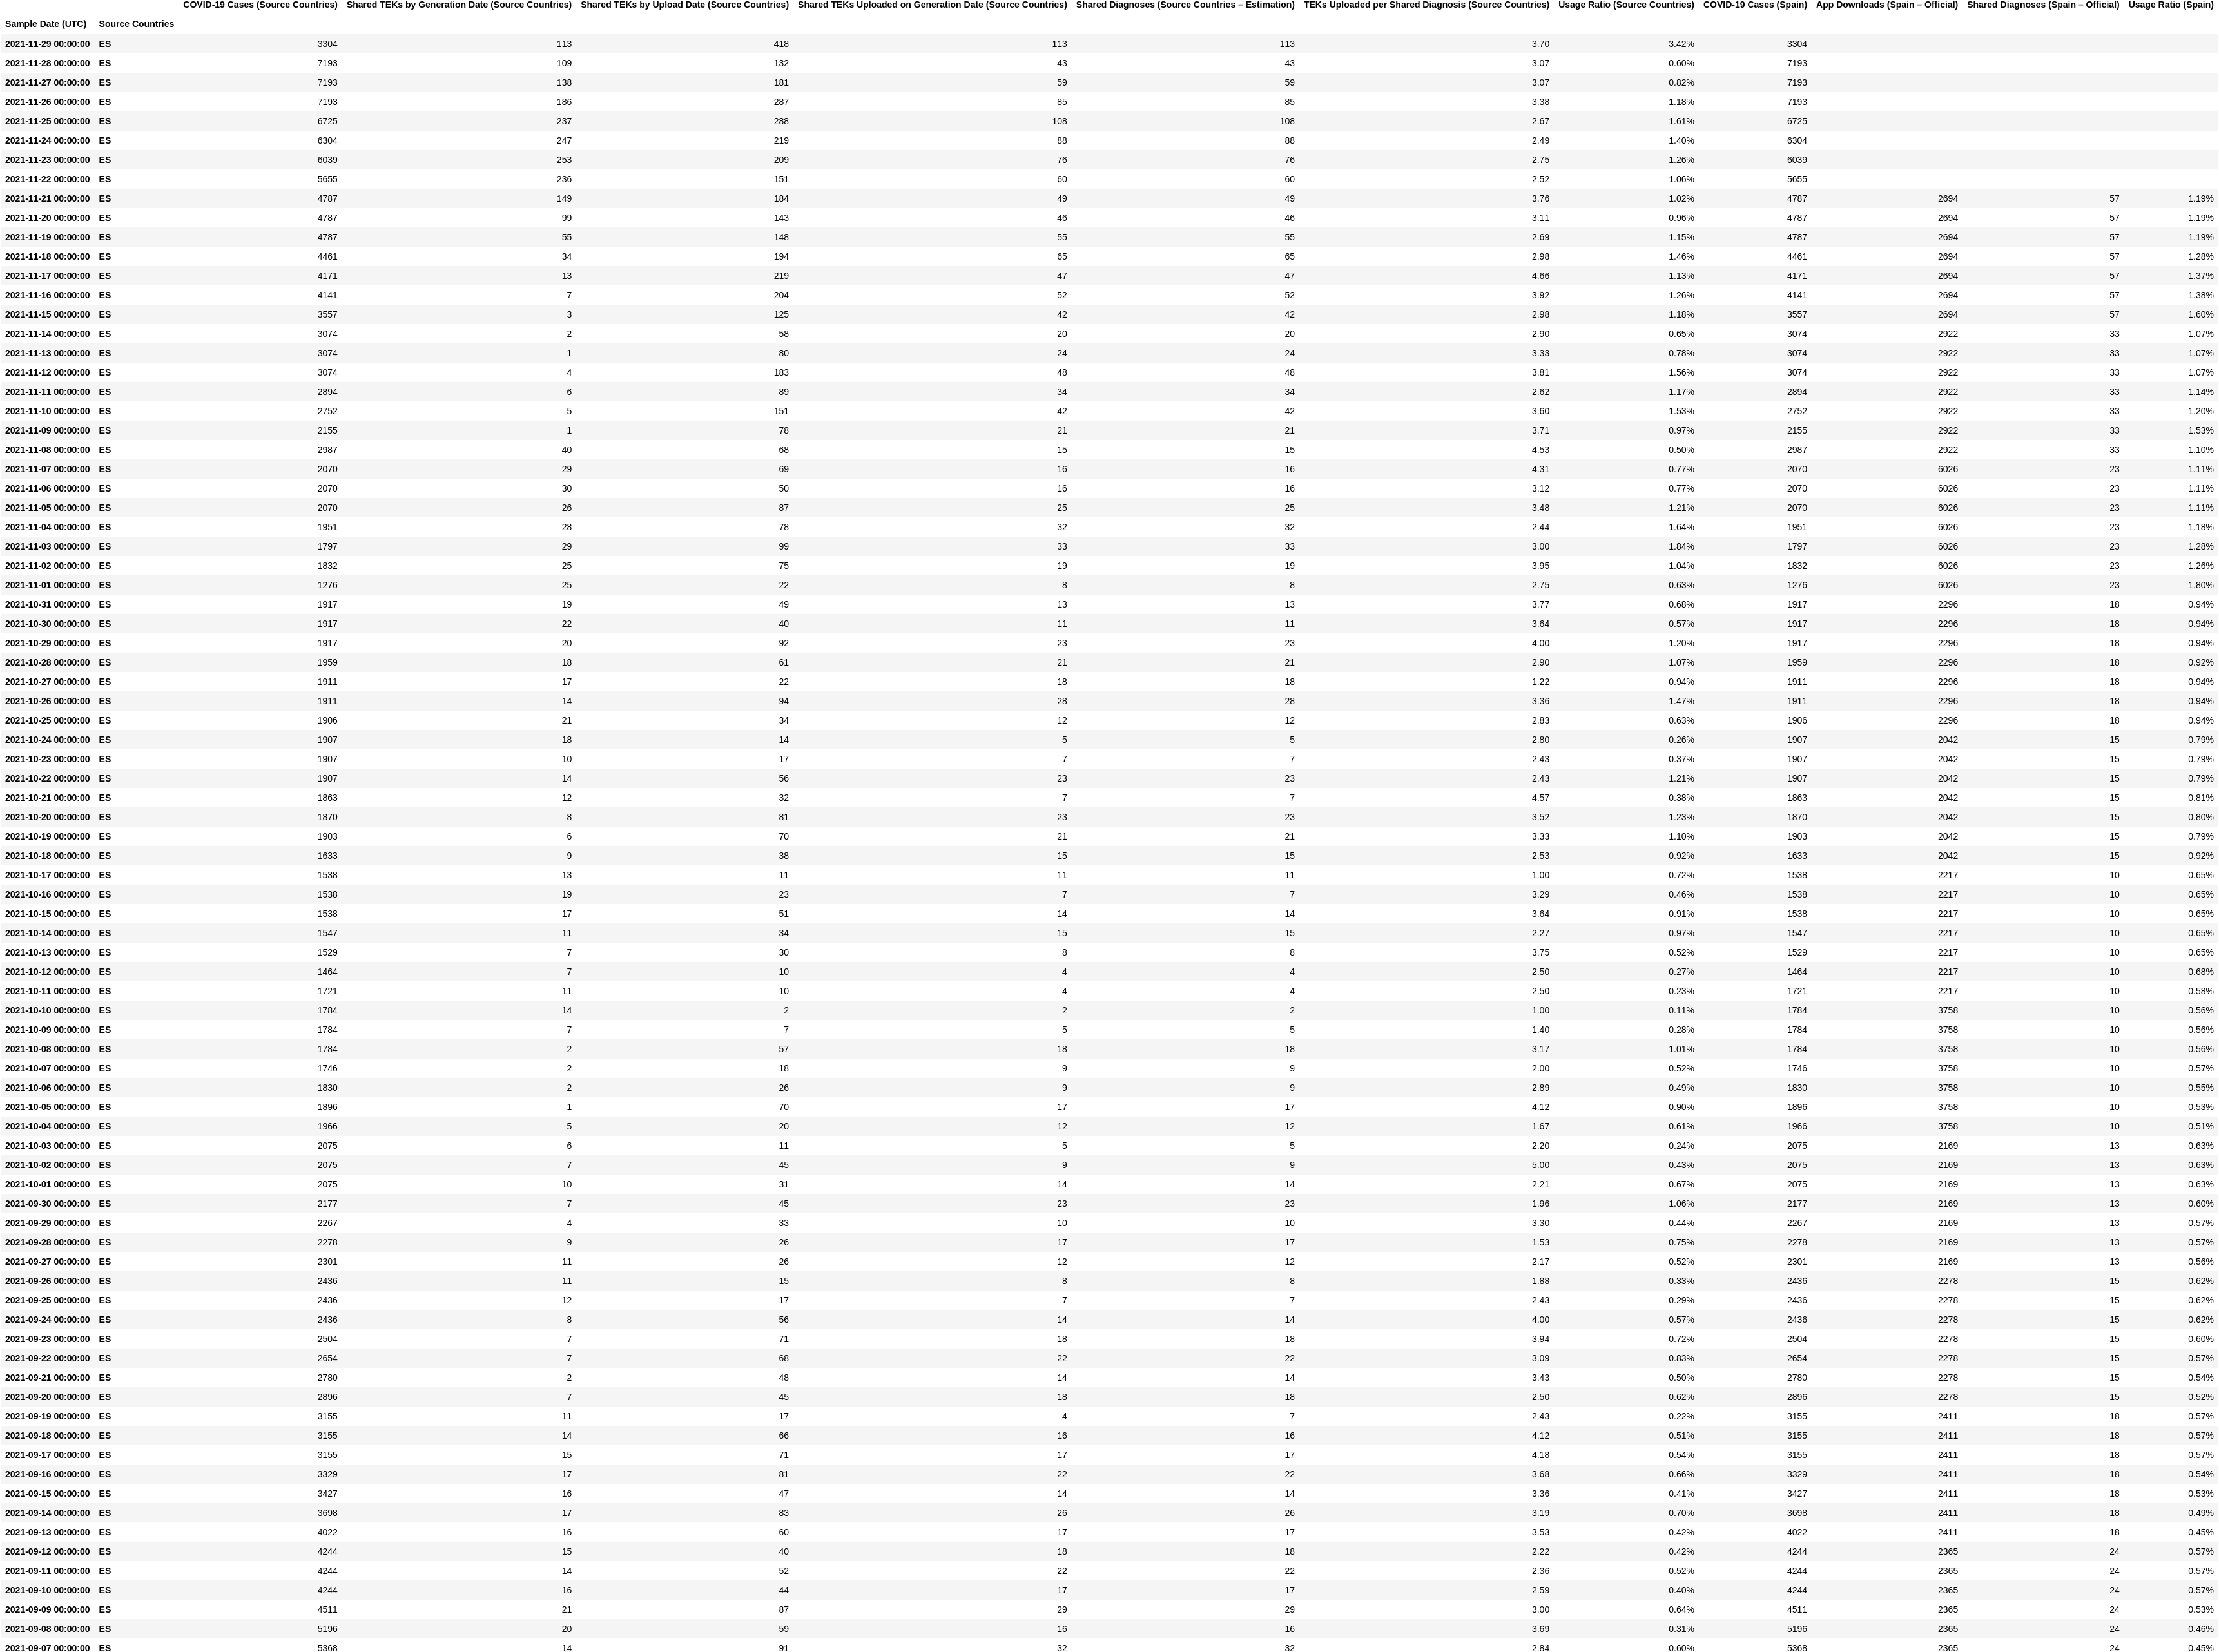 COVID-19 Cases (Source Countries) Shared TEKs by Generation Date (Source Countries) Shared TEKs by Upload Date (Source Countries) Shared TEKs Uploaded on Generation Date (Source Countries) Shared Diagnoses (Source Countries – Estimation) TEKs Uploaded per Shared Diagnosis (Source Countries) Usage Ratio (Source Countries) COVID-19 Cases (Spain) App Downloads (Spain – Official) Shared Diagnoses (Spain – Official) Usage Ratio (Spain)
Sample Date (UTC) Source Countries
2021-11-29 00:00:00 ES 3304 113 418 113 113 3.70 3.42% 3304
2021-11-28 00:00:00 ES 7193 109 132 43 43 3.07 0.60% 7193
2021-11-27 00:00:00 ES 7193 138 181 59 59 3.07 0.82% 7193
2021-11-26 00:00:00 ES 7193 186 287 85 85 3.38 1.18% 7193
2021-11-25 00:00:00 ES 6725 237 288 108 108 2.67 1.61% 6725
2021-11-24 00:00:00 ES 6304 247 219 88 88 2.49 1.40% 6304
2021-11-23 00:00:00 ES 6039 253 209 76 76 2.75 1.26% 6039
2021-11-22 00:00:00 ES 5655 236 151 60 60 2.52 1.06% 5655
2021-11-21 00:00:00 ES 4787 149 184 49 49 3.76 1.02% 4787 2694 57 1.19%
2021-11-20 00:00:00 ES 4787 99 143 46 46 3.11 0.96% 4787 2694 57 1.19%
2021-11-19 00:00:00 ES 4787 55 148 55 55 2.69 1.15% 4787 2694 57 1.19%
2021-11-18 00:00:00 ES 4461 34 194 65 65 2.98 1.46% 4461 2694 57 1.28%
2021-11-17 00:00:00 ES 4171 13 219 47 47 4.66 1.13% 4171 2694 57 1.37%
2021-11-16 00:00:00 ES 4141 7 204 52 52 3.92 1.26% 4141 2694 57 1.38%
2021-11-15 00:00:00 ES 3557 3 125 42 42 2.98 1.18% 3557 2694 57 1.60%
2021-11-14 00:00:00 ES 3074 2 58 20 20 2.90 0.65% 3074 2922 33 1.07%
2021-11-13 00:00:00 ES 3074 1 80 24 24 3.33 0.78% 3074 2922 33 1.07%
2021-11-12 00:00:00 ES 3074 4 183 48 48 3.81 1.56% 3074 2922 33 1.07%
2021-11-11 00:00:00 ES 2894 6 89 34 34 2.62 1.17% 2894 2922 33 1.14%
2021-11-10 00:00:00 ES 2752 5 151 42 42 3.60 1.53% 2752 2922 33 1.20%
2021-11-09 00:00:00 ES 2155 1 78 21 21 3.71 0.97% 2155 2922 33 1.53%
2021-11-08 00:00:00 ES 2987 40 68 15 15 4.53 0.50% 2987 2922 33 1.10%
2021-11-07 00:00:00 ES 2070 29 69 16 16 4.31 0.77% 2070 6026 23 1.11%
2021-11-06 00:00:00 ES 2070 30 50 16 16 3.12 0.77% 2070 6026 23 1.11%
2021-11-05 00:00:00 ES 2070 26 87 25 25 3.48 1.21% 2070 6026 23 1.11%
2021-11-04 00:00:00 ES 1951 28 78 32 32 2.44 1.64% 1951 6026 23 1.18%
2021-11-03 00:00:00 ES 1797 29 99 33 33 3.00 1.84% 1797 6026 23 1.28%
2021-11-02 00:00:00 ES 1832 25 75 19 19 3.95 1.04% 1832 6026 23 1.26%
2021-11-01 00:00:00 ES 1276 25 22 8 8 2.75 0.63% 1276 6026 23 1.80%
2021-10-31 00:00:00 ES 1917 19 49 13 13 3.77 0.68% 1917 2296 18 0.94%
2021-10-30 00:00:00 ES 1917 22 40 11 11 3.64 0.57% 1917 2296 18 0.94%
2021-10-29 00:00:00 ES 1917 20 92 23 23 4.00 1.20% 1917 2296 18 0.94%
2021-10-28 00:00:00 ES 1959 18 61 21 21 2.90 1.07% 1959 2296 18 0.92%
2021-10-27 00:00:00 ES 1911 17 22 18 18 1.22 0.94% 1911 2296 18 0.94%
2021-10-26 00:00:00 ES 1911 14 94 28 28 3.36 1.47% 1911 2296 18 0.94%
2021-10-25 00:00:00 ES 1906 21 34 12 12 2.83 0.63% 1906 2296 18 0.94%
2021-10-24 00:00:00 ES 1907 18 14 5 5 2.80 0.26% 1907 2042 15 0.79%
2021-10-23 00:00:00 ES 1907 10 17 7 7 2.43 0.37% 1907 2042 15 0.79%
2021-10-22 00:00:00 ES 1907 14 56 23 23 2.43 1.21% 1907 2042 15 0.79%
2021-10-21 00:00:00 ES 1863 12 32 7 7 4.57 0.38% 1863 2042 15 0.81%
2021-10-20 00:00:00 ES 1870 8 81 23 23 3.52 1.23% 1870 2042 15 0.80%
2021-10-19 00:00:00 ES 1903 6 70 21 21 3.33 1.10% 1903 2042 15 0.79%
2021-10-18 00:00:00 ES 1633 9 38 15 15 2.53 0.92% 1633 2042 15 0.92%
2021-10-17 00:00:00 ES 1538 13 11 11 11 1.00 0.72% 1538 2217 10 0.65%
2021-10-16 00:00:00 ES 1538 19 23 7 7 3.29 0.46% 1538 2217 10 0.65%
2021-10-15 00:00:00 ES 1538 17 51 14 14 3.64 0.91% 1538 2217 10 0.65%
2021-10-14 00:00:00 ES 1547 11 34 15 15 2.27 0.97% 1547 2217 10 0.65%
2021-10-13 00:00:00 ES 1529 7 30 8 8 3.75 0.52% 1529 2217 10 0.65%
2021-10-12 00:00:00 ES 1464 7 10 4 4 2.50 0.27% 1464 2217 10 0.68%
2021-10-11 00:00:00 ES 1721 11 10 4 4 2.50 0.23% 1721 2217 10 0.58%
2021-10-10 00:00:00 ES 1784 14 2 2 2 1.00 0.11% 1784 3758 10 0.56%
2021-10-09 00:00:00 ES 1784 7 7 5 5 1.40 0.28% 1784 3758 10 0.56%
2021-10-08 00:00:00 ES 1784 2 57 18 18 3.17 1.01% 1784 3758 10 0.56%
2021-10-07 00:00:00 ES 1746 2 18 9 9 2.00 0.52% 1746 3758 10 0.57%
2021-10-06 00:00:00 ES 1830 2 26 9 9 2.89 0.49% 1830 3758 10 0.55%
2021-10-05 00:00:00 ES 1896 1 70 17 17 4.12 0.90% 1896 3758 10 0.53%
2021-10-04 00:00:00 ES 1966 5 20 12 12 1.67 0.61% 1966 3758 10 0.51%
2021-10-03 00:00:00 ES 2075 6 11 5 5 2.20 0.24% 2075 2169 13 0.63%
2021-10-02 00:00:00 ES 2075 7 45 9 9 5.00 0.43% 2075 2169 13 0.63%
2021-10-01 00:00:00 ES 2075 10 31 14 14 2.21 0.67% 2075 2169 13 0.63%
2021-09-30 00:00:00 ES 2177 7 45 23 23 1.96 1.06% 2177 2169 13 0.60%
2021-09-29 00:00:00 ES 2267 4 33 10 10 3.30 0.44% 2267 2169 13 0.57%
2021-09-28 00:00:00 ES 2278 9 26 17 17 1.53 0.75% 2278 2169 13 0.57%
2021-09-27 00:00:00 ES 2301 11 26 12 12 2.17 0.52% 2301 2169 13 0.56%
2021-09-26 00:00:00 ES 2436 11 15 8 8 1.88 0.33% 2436 2278 15 0.62%
2021-09-25 00:00:00 ES 2436 12 17 7 7 2.43 0.29% 2436 2278 15 0.62%
2021-09-24 00:00:00 ES 2436 8 56 14 14 4.00 0.57% 2436 2278 15 0.62%
2021-09-23 00:00:00 ES 2504 7 71 18 18 3.94 0.72% 2504 2278 15 0.60%
2021-09-22 00:00:00 ES 2654 7 68 22 22 3.09 0.83% 2654 2278 15 0.57%
2021-09-21 00:00:00 ES 2780 2 48 14 14 3.43 0.50% 2780 2278 15 0.54%
2021-09-20 00:00:00 ES 2896 7 45 18 18 2.50 0.62% 2896 2278 15 0.52%
2021-09-19 00:00:00 ES 3155 11 17 4 7 2.43 0.22% 3155 2411 18 0.57%
2021-09-18 00:00:00 ES 3155 14 66 16 16 4.12 0.51% 3155 2411 18 0.57%
2021-09-17 00:00:00 ES 3155 15 71 17 17 4.18 0.54% 3155 2411 18 0.57%
2021-09-16 00:00:00 ES 3329 17 81 22 22 3.68 0.66% 3329 2411 18 0.54%
2021-09-15 00:00:00 ES 3427 16 47 14 14 3.36 0.41% 3427 2411 18 0.53%
2021-09-14 00:00:00 ES 3698 17 83 26 26 3.19 0.70% 3698 2411 18 0.49%
2021-09-13 00:00:00 ES 4022 16 60 17 17 3.53 0.42% 4022 2411 18 0.45%
2021-09-12 00:00:00 ES 4244 15 40 18 18 2.22 0.42% 4244 2365 24 0.57%
2021-09-11 00:00:00 ES 4244 14 52 22 22 2.36 0.52% 4244 2365 24 0.57%
2021-09-10 00:00:00 ES 4244 16 44 17 17 2.59 0.40% 4244 2365 24 0.57%
2021-09-09 00:00:00 ES 4511 21 87 29 29 3.00 0.64% 4511 2365 24 0.53%
2021-09-08 00:00:00 ES 5196 20 59 16 16 3.69 0.31% 5196 2365 24 0.46%
2021-09-07 00:00:00 ES 5368 14 91 32 32 2.84 0.60% 5368 2365 24 0.45%